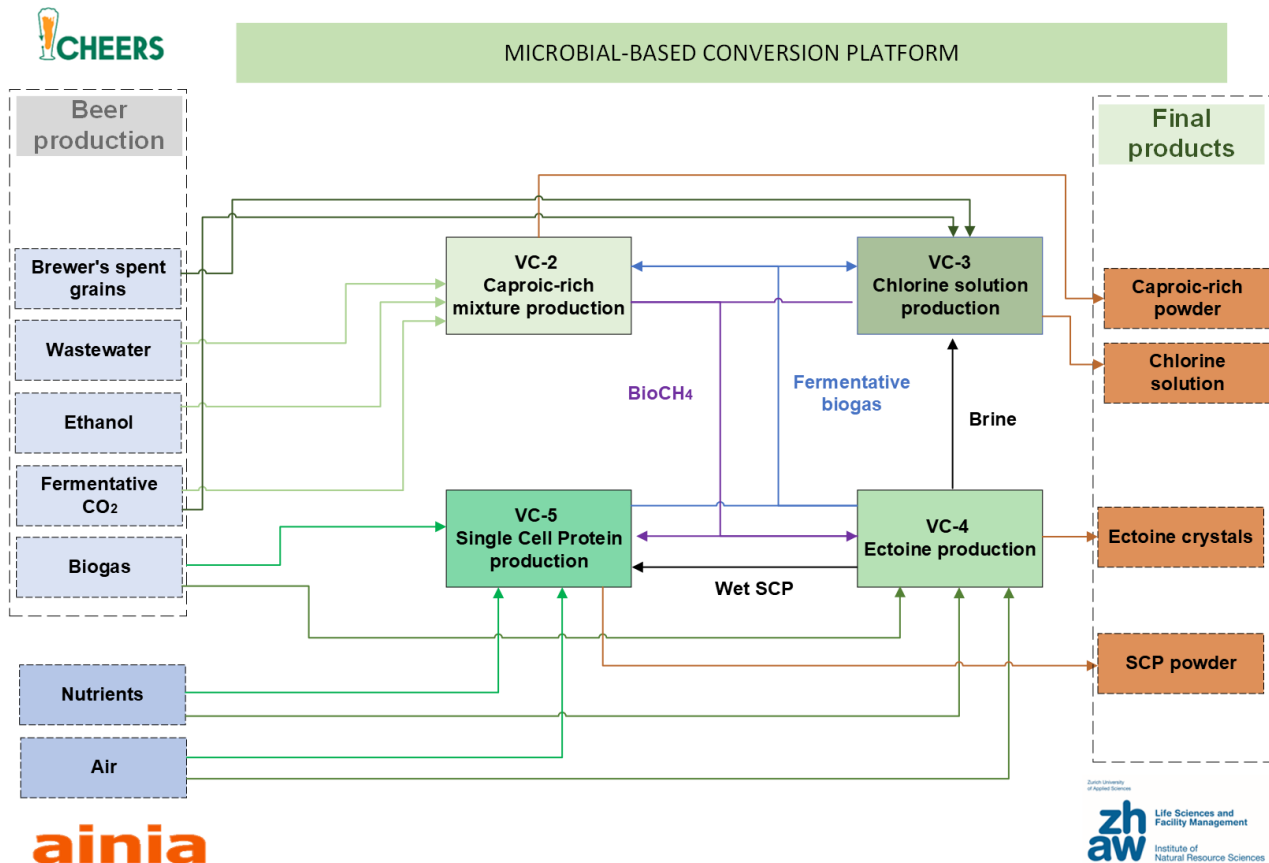 CHEERS
MICROBIAL-BASED CONVERSION PLATFORM
Beer
production
Final
products
Brewer's spent
grains
Wastewater
Ethanol
Fermentative
CO₂
Biogas
Nutrients
Air
VC-2
Caproic-rich
mixture production
VC-3
Chlorine solution
production
BioCH₄
Fermentative
biogas
Brine
VC-5
Single Cell Protein
production
VC-4
Ectoine production
Wet SCP
Caproic-rich
powder
Chlorine
solution
Ectoine crystals
SCP powder
ainia
Zurich University
of Applied Sciences
zh
aw
Life Sciences and
Facility Management
Institute of
Natural Resource Sciences